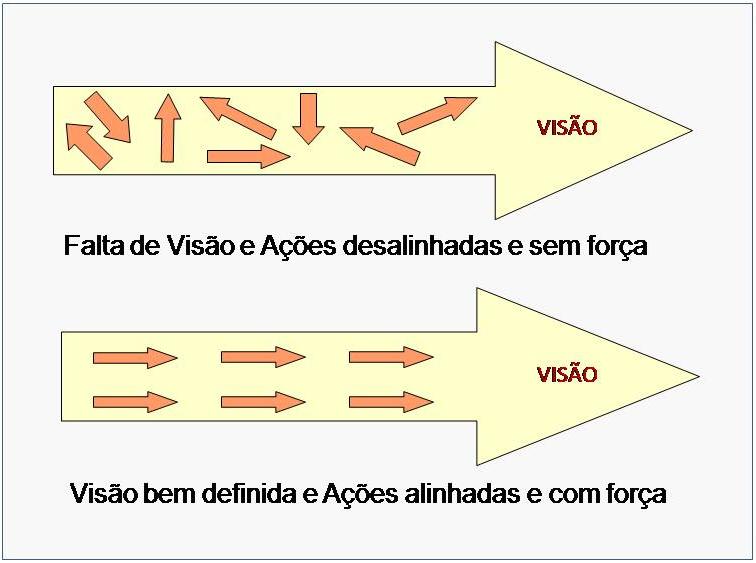 VISÃO
Falta de Visão e Ações desalinhadas e sem força
VISÃO
Visão bem definida e Ações alinhadas e com força